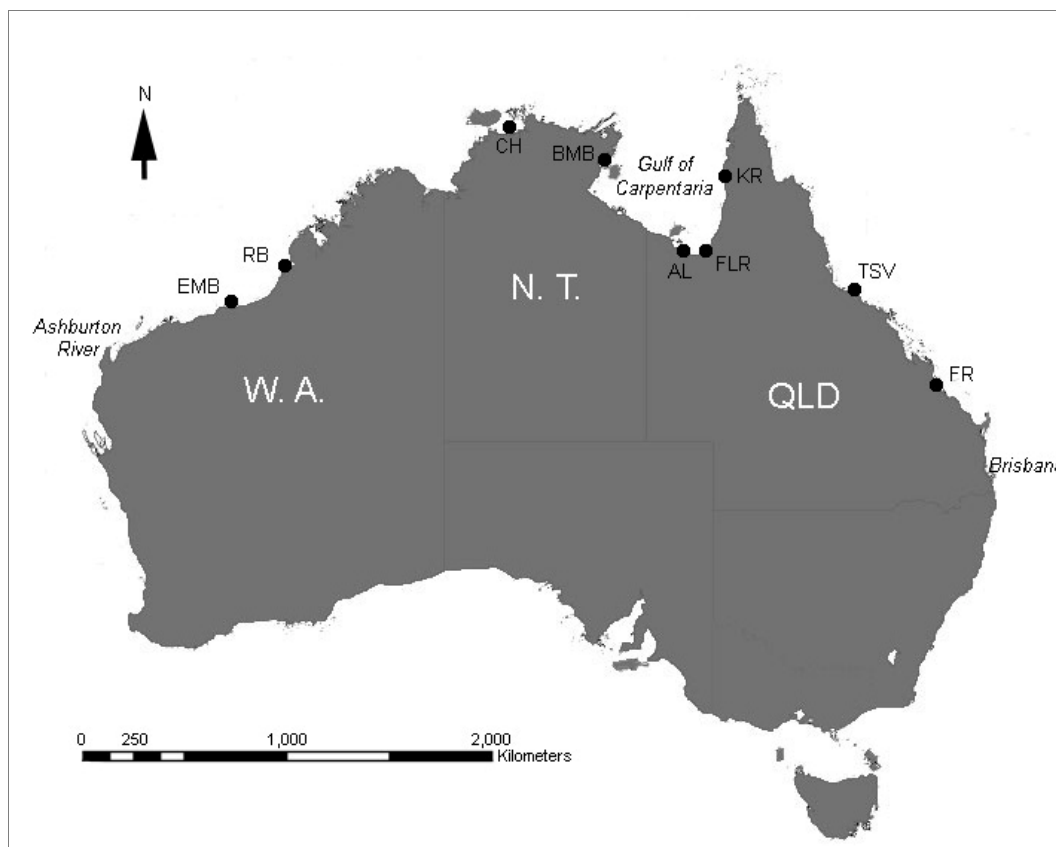 N
CH
BMB
Gulf of
Carpentaria
KR
RB
AL
FLR
EMB
N. T.
TSV
Ashburton
River
W. A.
QLD
FR
Brisbane
0
250
1,000
2,000
Kilometers